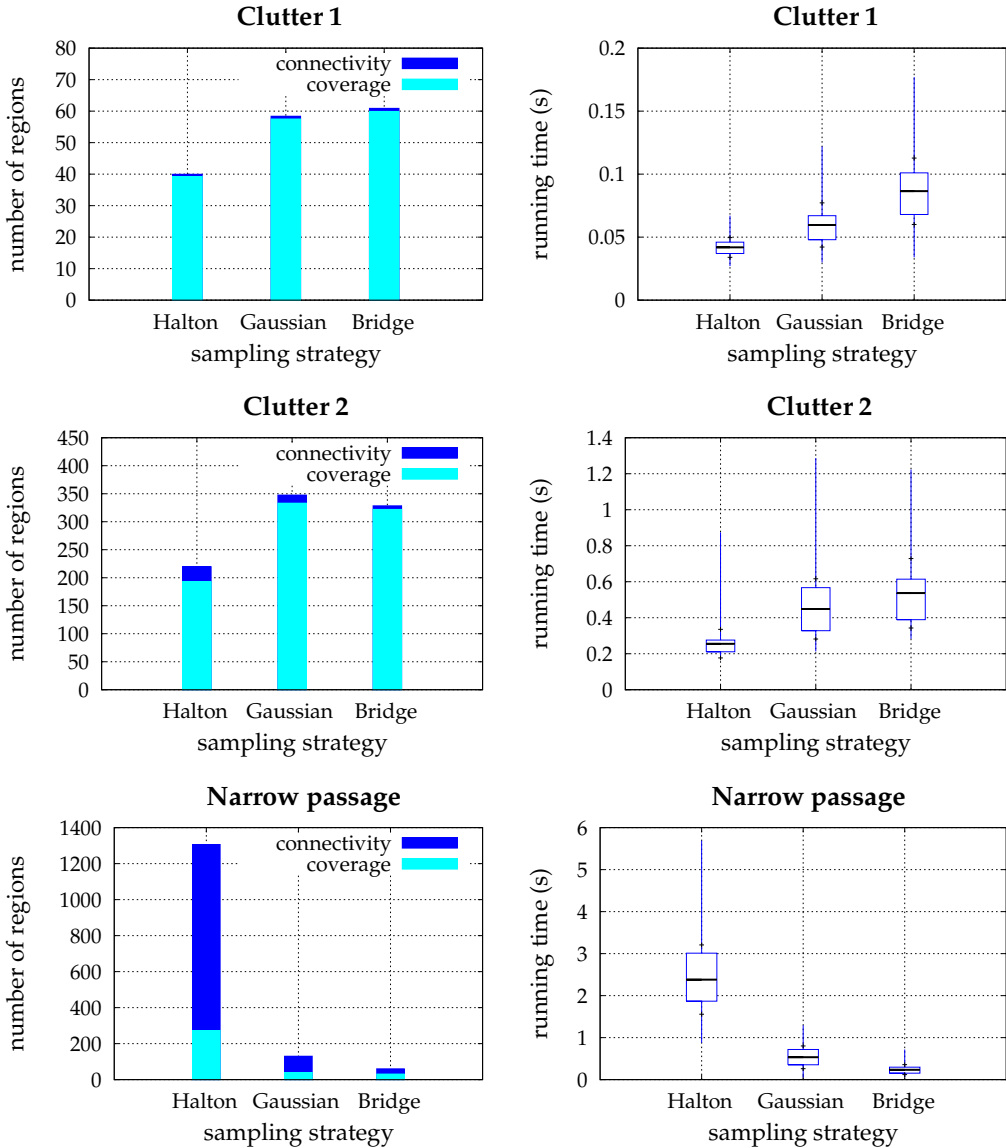 Clutter 1
number of regions
80
70
60
50
40
30
20
10
0
connectivity
coverage
Halton Gaussian Bridge
sampling strategy
Clutter 1
running time (s)
0.2
0.15
0.1
0.05
0
Halton Gaussian Bridge
sampling strategy
Clutter 2
number of regions
450
400
350
300
250
200
150
100
50
0
connectivity
coverage
Halton Gaussian Bridge
sampling strategy
Clutter 2
running time (s)
1.4
1.2
1
0.8
0.6
0.4
0.2
0
Halton Gaussian Bridge
sampling strategy
Narrow passage
number of regions
1400
1200
1000
800
600
400
200
0
connectivity
coverage
Halton Gaussian Bridge
sampling strategy
Narrow passage
running time (s)
6
5
4
3
2
1
0
Halton Gaussian Bridge
sampling strategy